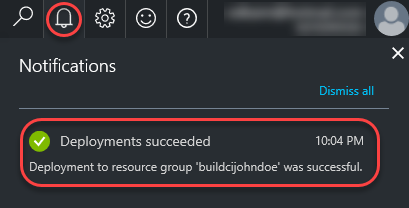 Notifications
Dismiss all
Deployments succeeded 10:04 PM
Deployment to resource group 'buildcijohndoe' was successful.